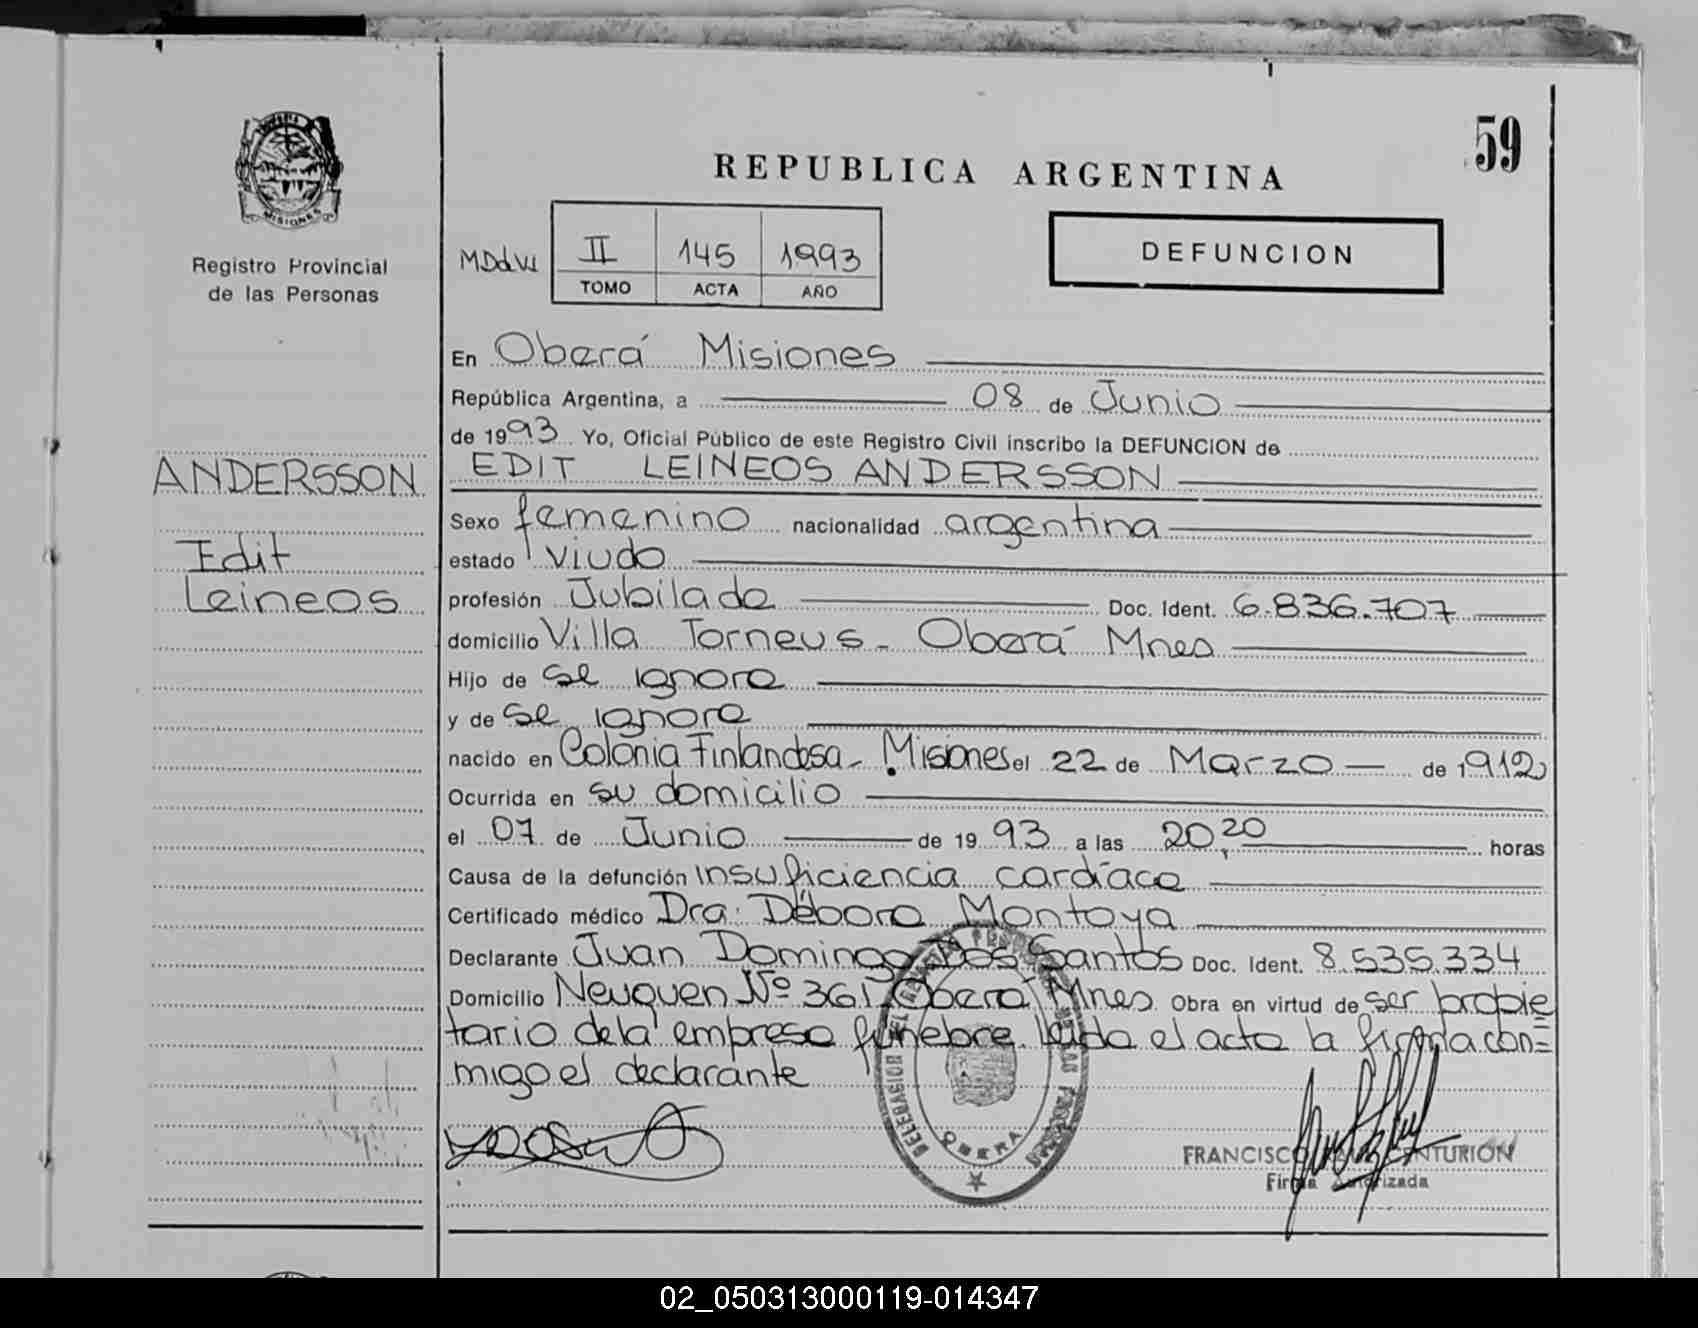 59
REPUBLICA ARGENTINA
MISIONES
Registro Provincial
de las Personas
II 145 1993
TOMO ACTA AÑO
DEFUNCION
En Oberá Misiones
República Argentina, a 08 de Junio
de 1993 Yo, Oficial Público de este Registro Civil inscribo la DEFUNCION de
ANDERSSON
Edit
Leineos
EDIT LEINEOS ANDERSSON
Sexo femenino nacionalidad argentina
estado viuda
profesión Jubilada Doc. Ident. 6.836.707
domicilio Villa Torneus - Oberá Mnes
Hijo de se ignora
y de se ignora
nacido en Colonia Finlandesa - Misiones el 22 de Marzo de 1912
Ocurrida en su domicilio
el 07 de Junio de 1993 a las 20,20 horas
Causa de la defunción insuficiencia cardíaca
Certificado médico Dra. Débora Montoya
Declarante Juan Domingo Dos Santos Doc. Ident. 8.535.334
Domicilio Neuquen Nº 361 Oberá Mnes Obra en virtud de ser propie
tario de la empresa fúnebre. Leida el acta la firma con=
migo el declarante
OBERA
FRANCISCO CENTURION
Firma Autorizada
02_050313000119-014347